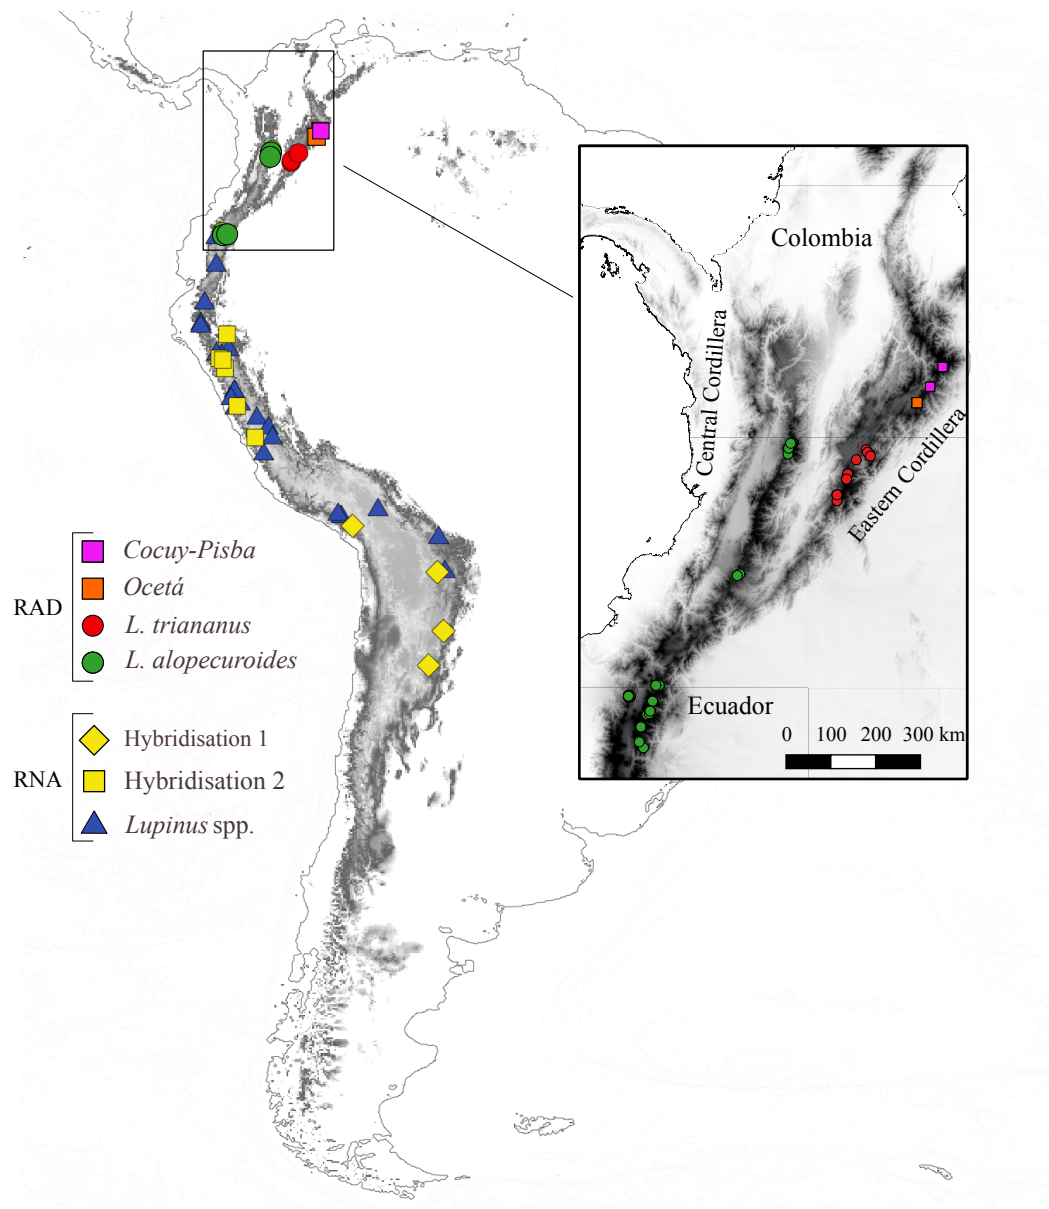 Colombia
Central Cordillera
Eastern Cordillera
Ecuador
0 100 200 300 km
RAD
Cocuy-Pisba
Ocetá
L. triananus
L. alopecuroides
RNA
Hybridisation 1
Hybridisation 2
Lupinus spp.